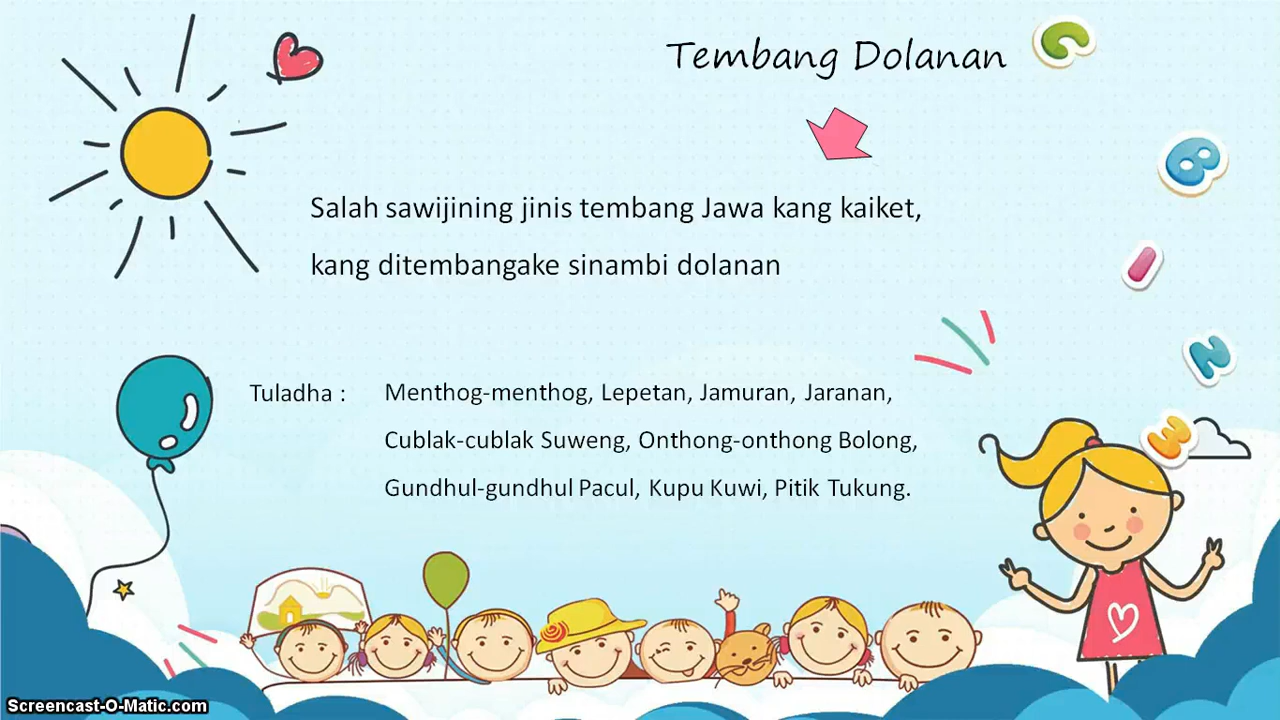 Tembang Dolanan
C
B
I
N
3
Salah sawijining jinis tembang Jawa kang kaiket,
kang ditembangake sinambi dolanan
Tuladha : Menthog-menthog, Lepetan, Jamuran, Jaranan,
Cublak-cublak Suweng, Onthong-onthong Bolong,
Gundhul-gundhul Pacul, Kupu Kuwi, Pitik Tukung.
Screencast-O-Matic.com